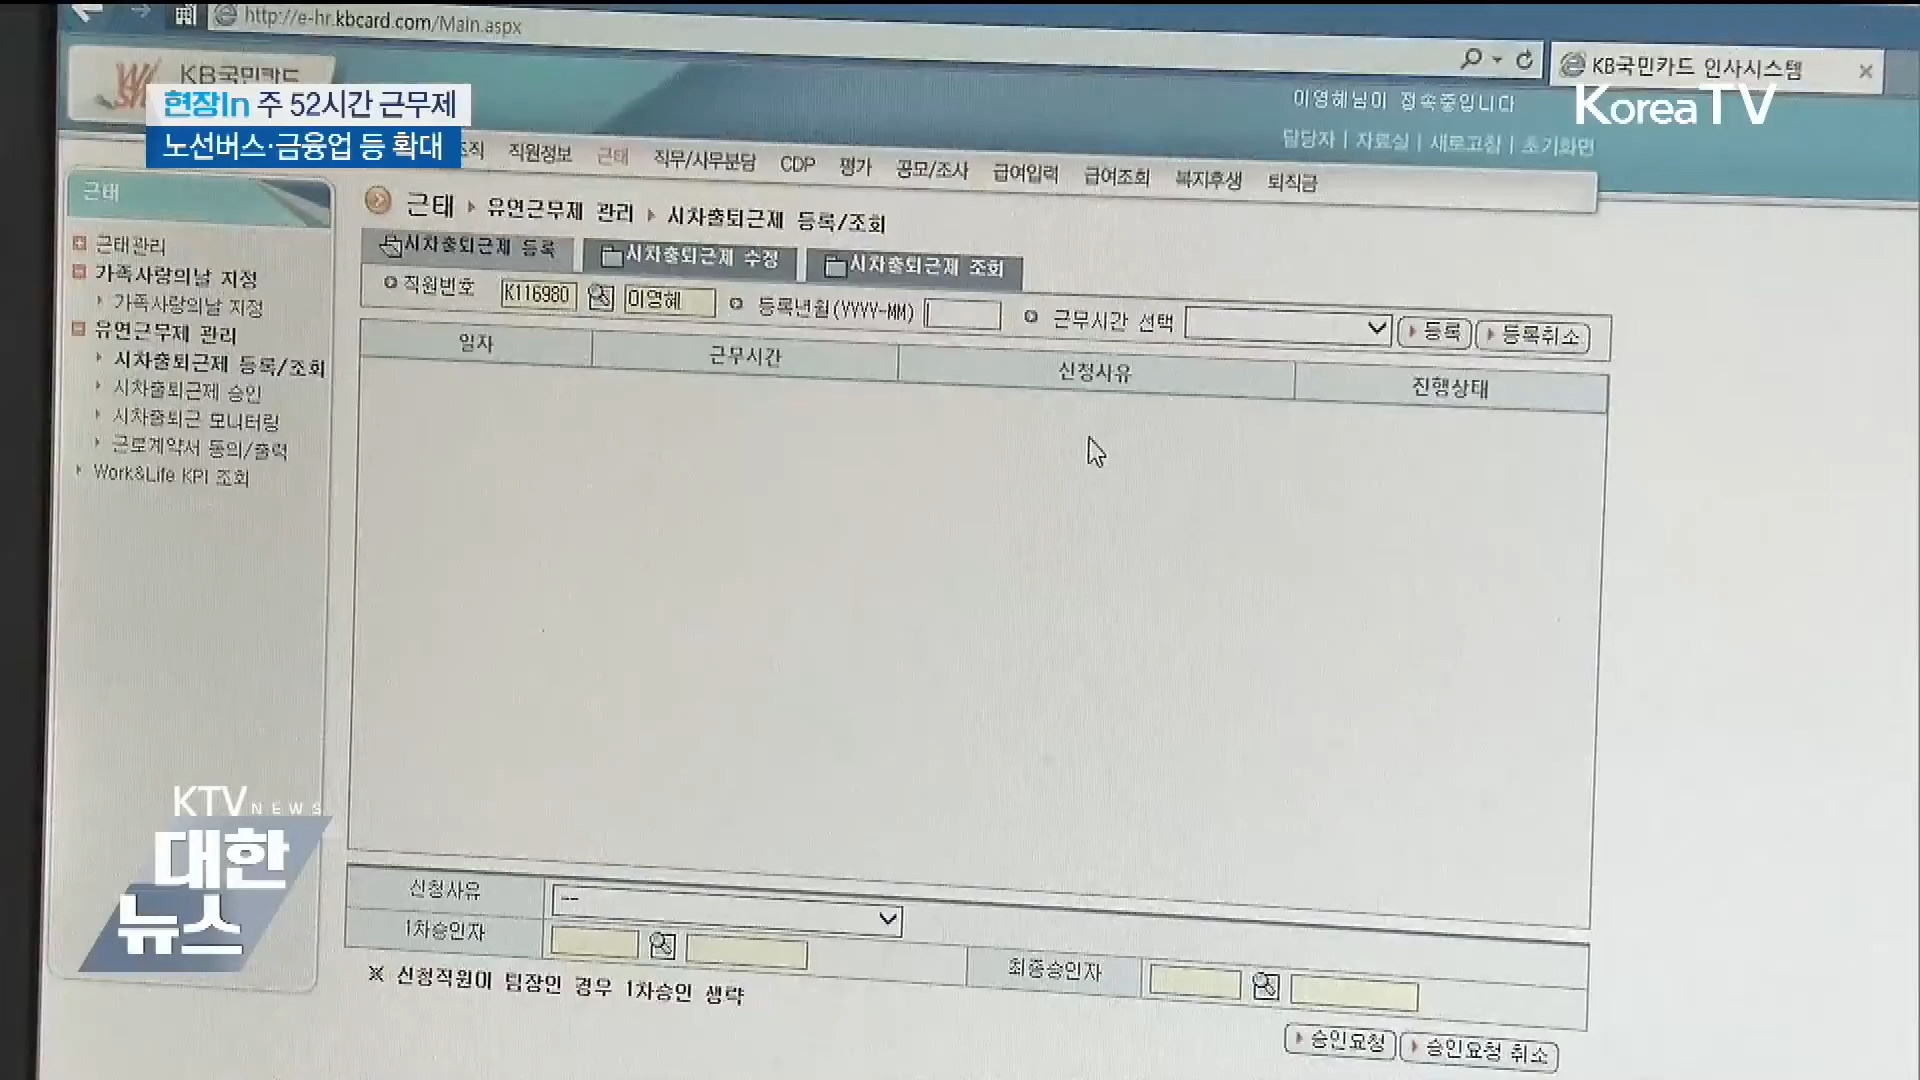 http://e-hr.kbcard.com/Main.aspx
KB국민카드 인사시스템
KB국민카드
이영혜님이 접속중입니다
KoreaTV
현장In 주 52시간 근무제
노선버스·금융업 등 확대
담당자 | 자료실 | 새로고침 | 초기화면
조직 직원정보 근태 직무/사무분담 CDP 평가 공모/조사 급여입력 급여조회 복지후생 퇴직금
근태
근태 유연근무제 관리 시차출퇴근제 등록/조회
시차출퇴근제 등록 시차출퇴근제 수정 시차출퇴근제 조회
직원번호 K116980 이영혜 등록년월(YYYY-MM) 근무시간 선택 등록 등록취소
일자 근무시간 신청사유 진행상태
근태관리
가족사랑의날 지정
가족사랑의날 지정
유연근무제 관리
시차출퇴근제 등록/조회
시차출퇴근제 승인
시차출퇴근 모니터링
근로계약서 동의/출력
Work&Life KPI 조회
KTV NEWS
대한
뉴스
신청사유 --
1차승인자 최종승인자
※ 신청직원이 팀장인 경우 1차승인 생략
승인요청 승인요청 취소